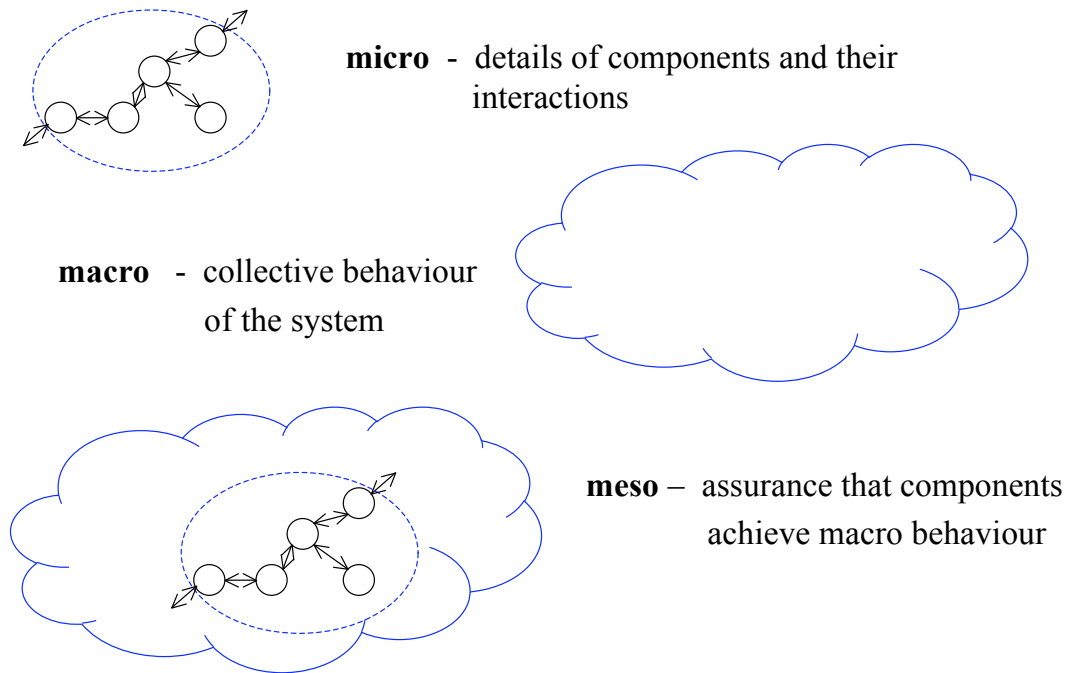 micro - details of components and their
interactions
macro - collective behaviour
of the system
meso – assurance that components
achieve macro behaviour